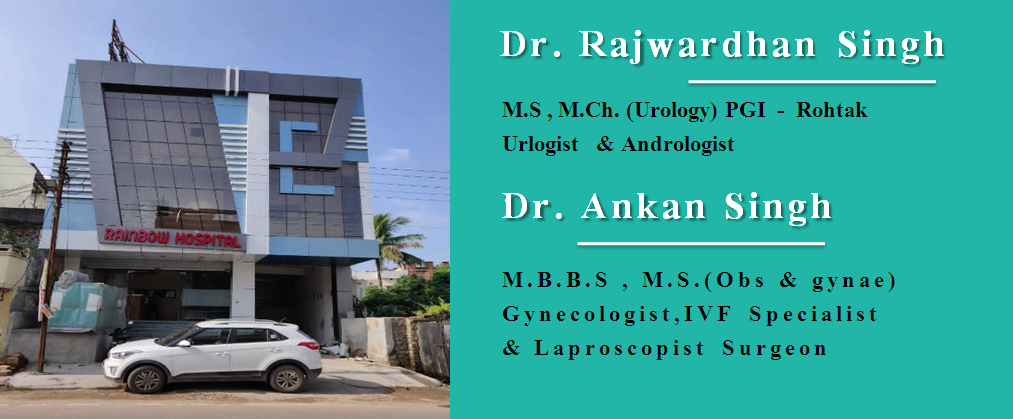 RAINBOW HOSPITAL
Dr. Rajwardhan Singh
M.S , M.Ch. (Urology) PGI - Rohtak
Urlogist & Andrologist
Dr. Ankan Singh
M.B.B.S , M.S.(Obs & gynae)
Gynecologist,IVF Specialist
& Laproscopist Surgeon